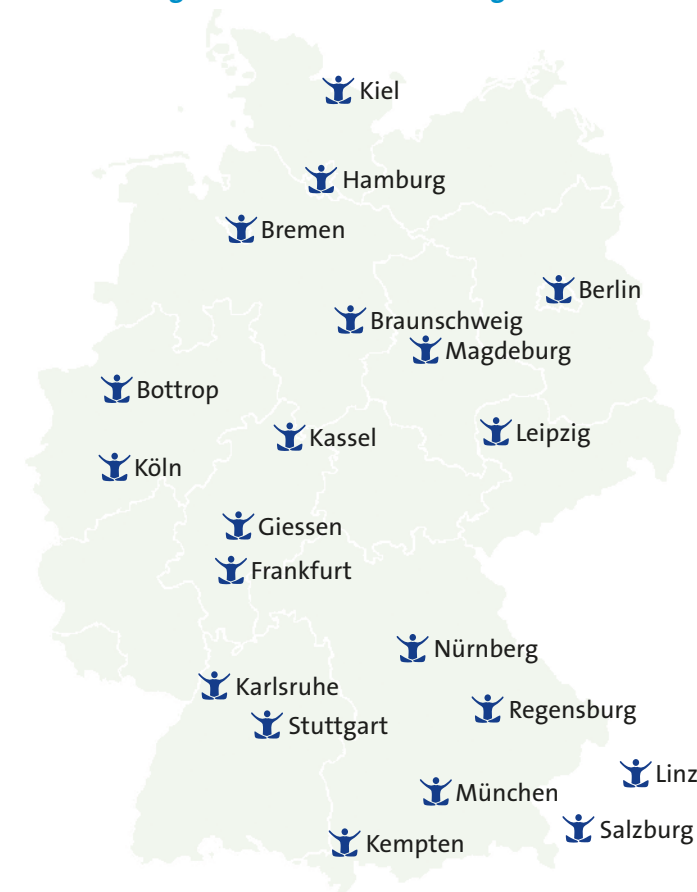 Kiel
Hamburg
Bremen
Berlin
Braunschweig
Magdeburg
Bottrop
Leipzig
Kassel
Köln
Giessen
Frankfurt
Nürnberg
Karlsruhe
Regensburg
Stuttgart
Linz
München
Salzburg
Kempten